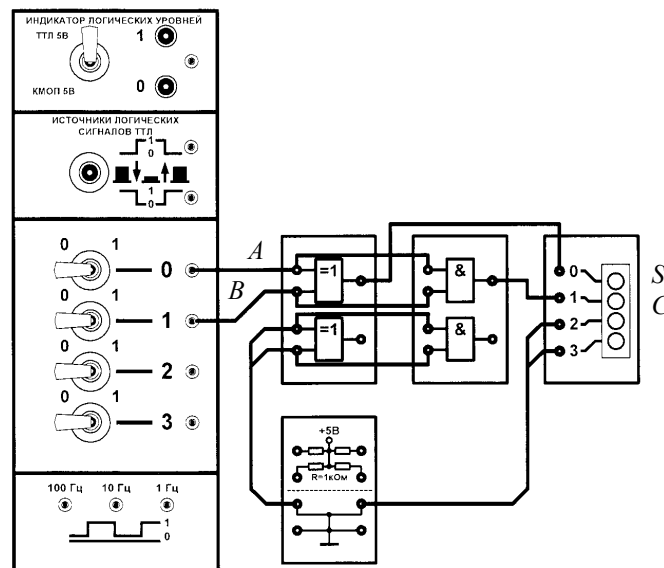 ИНДИКАТОР ЛОГИЧЕСКИХ УРОВНЕЙ
ТТЛ 5В
1
КМОП 5В
0
ИСТОЧНИКИ ЛОГИЧЕСКИХ
СИГНАЛОВ ТТЛ
1
0
1
0
0 1
0
0 1
1
0 1
2
0 1
3
100 Гц 10 Гц 1 Гц
1
0
A
B
=1
=1
&
&
0
1
2
3
S
C
+5В
R=1кОм